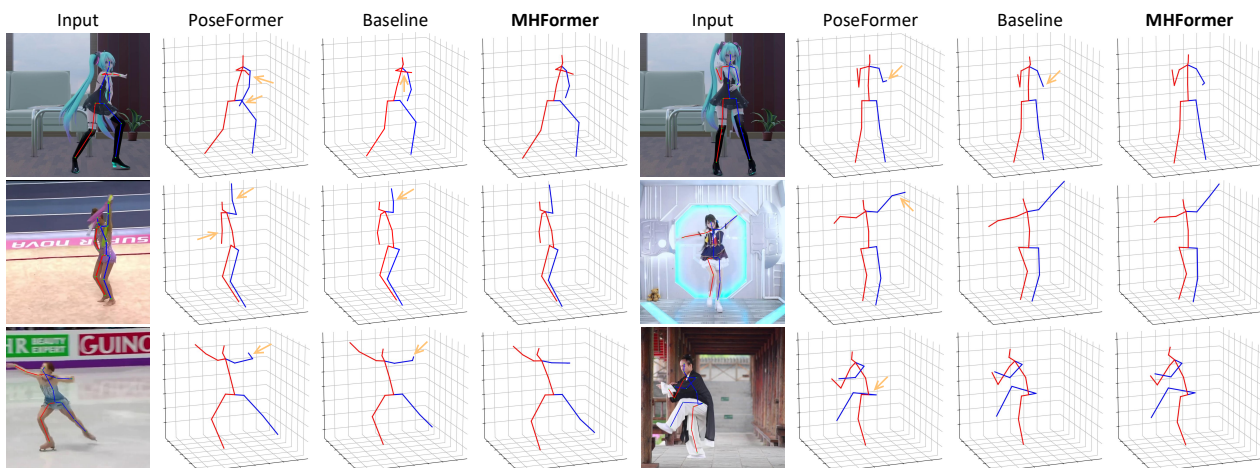 Input PoseFormer Baseline MHFormer Input PoseFormer Baseline MHFormer
SUPER NOVA
HR BEAUTY EXPERT GUINO